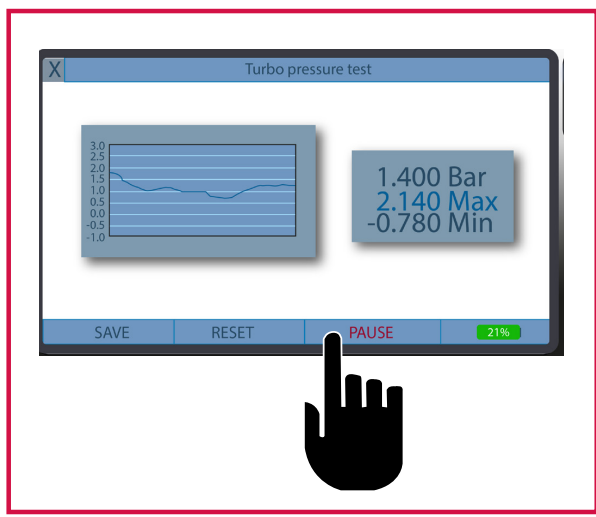 X Turbo pressure test
3.0
2.5
2.0
1.5
1.0
0.5
0.0
-0.5
-1.0
1.400 Bar
2.140 Max
-0.780 Min
SAVE RESET PAUSE 21%